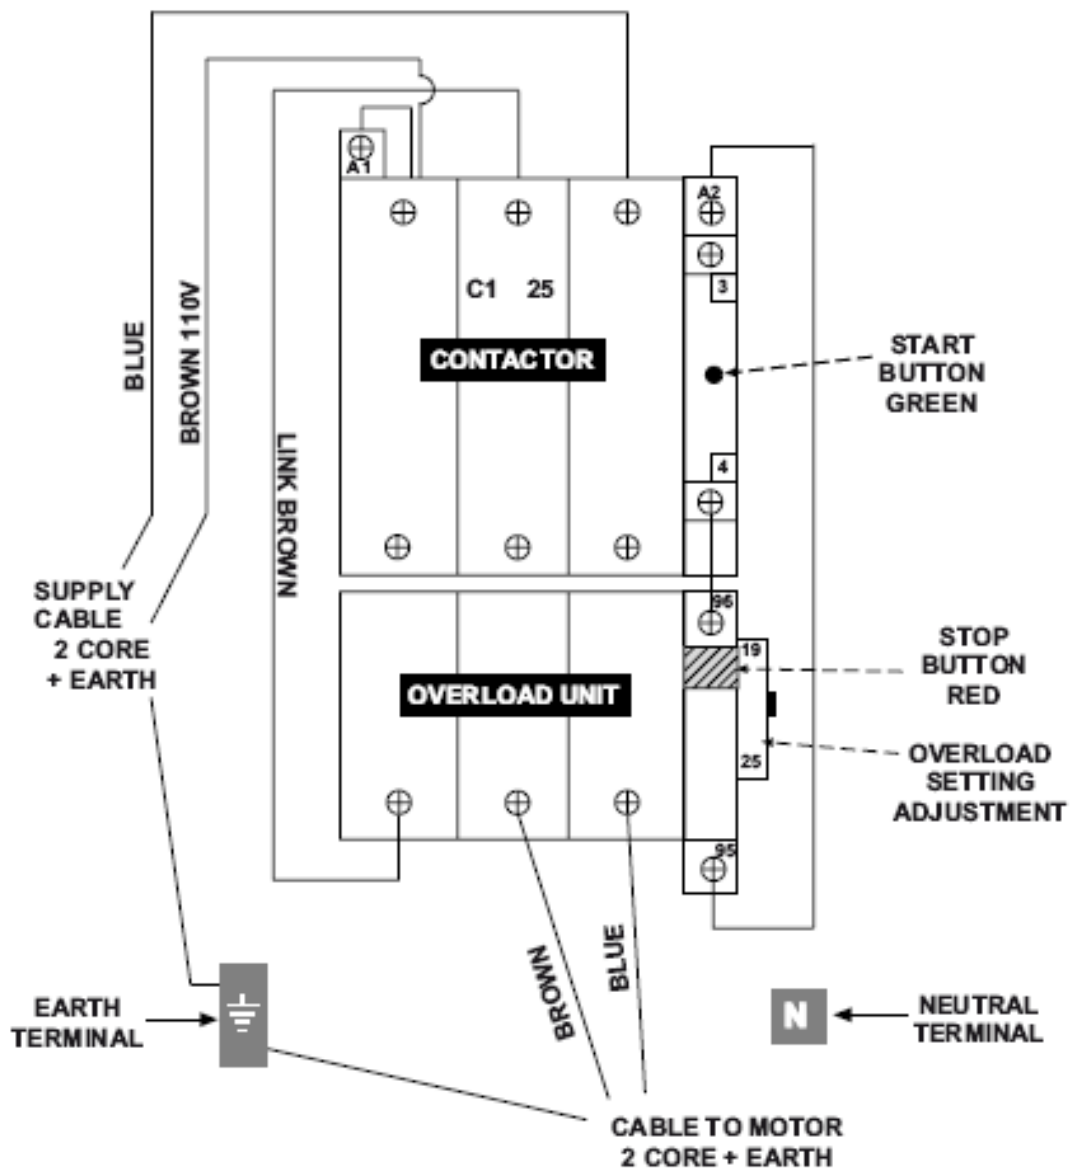 A1
A2
C1 25
3
BLUE
BROWN 110V
CONTACTOR
START
BUTTON
GREEN
LINK BROWN
4
SUPPLY
CABLE
2 CORE
+ EARTH
96
19
STOP
BUTTON
RED
OVERLOAD UNIT
25
OVERLOAD
SETTING
ADJUSTMENT
95
BROWN
BLUE
EARTH
TERMINAL
N
NEUTRAL
TERMINAL
CABLE TO MOTOR
2 CORE + EARTH